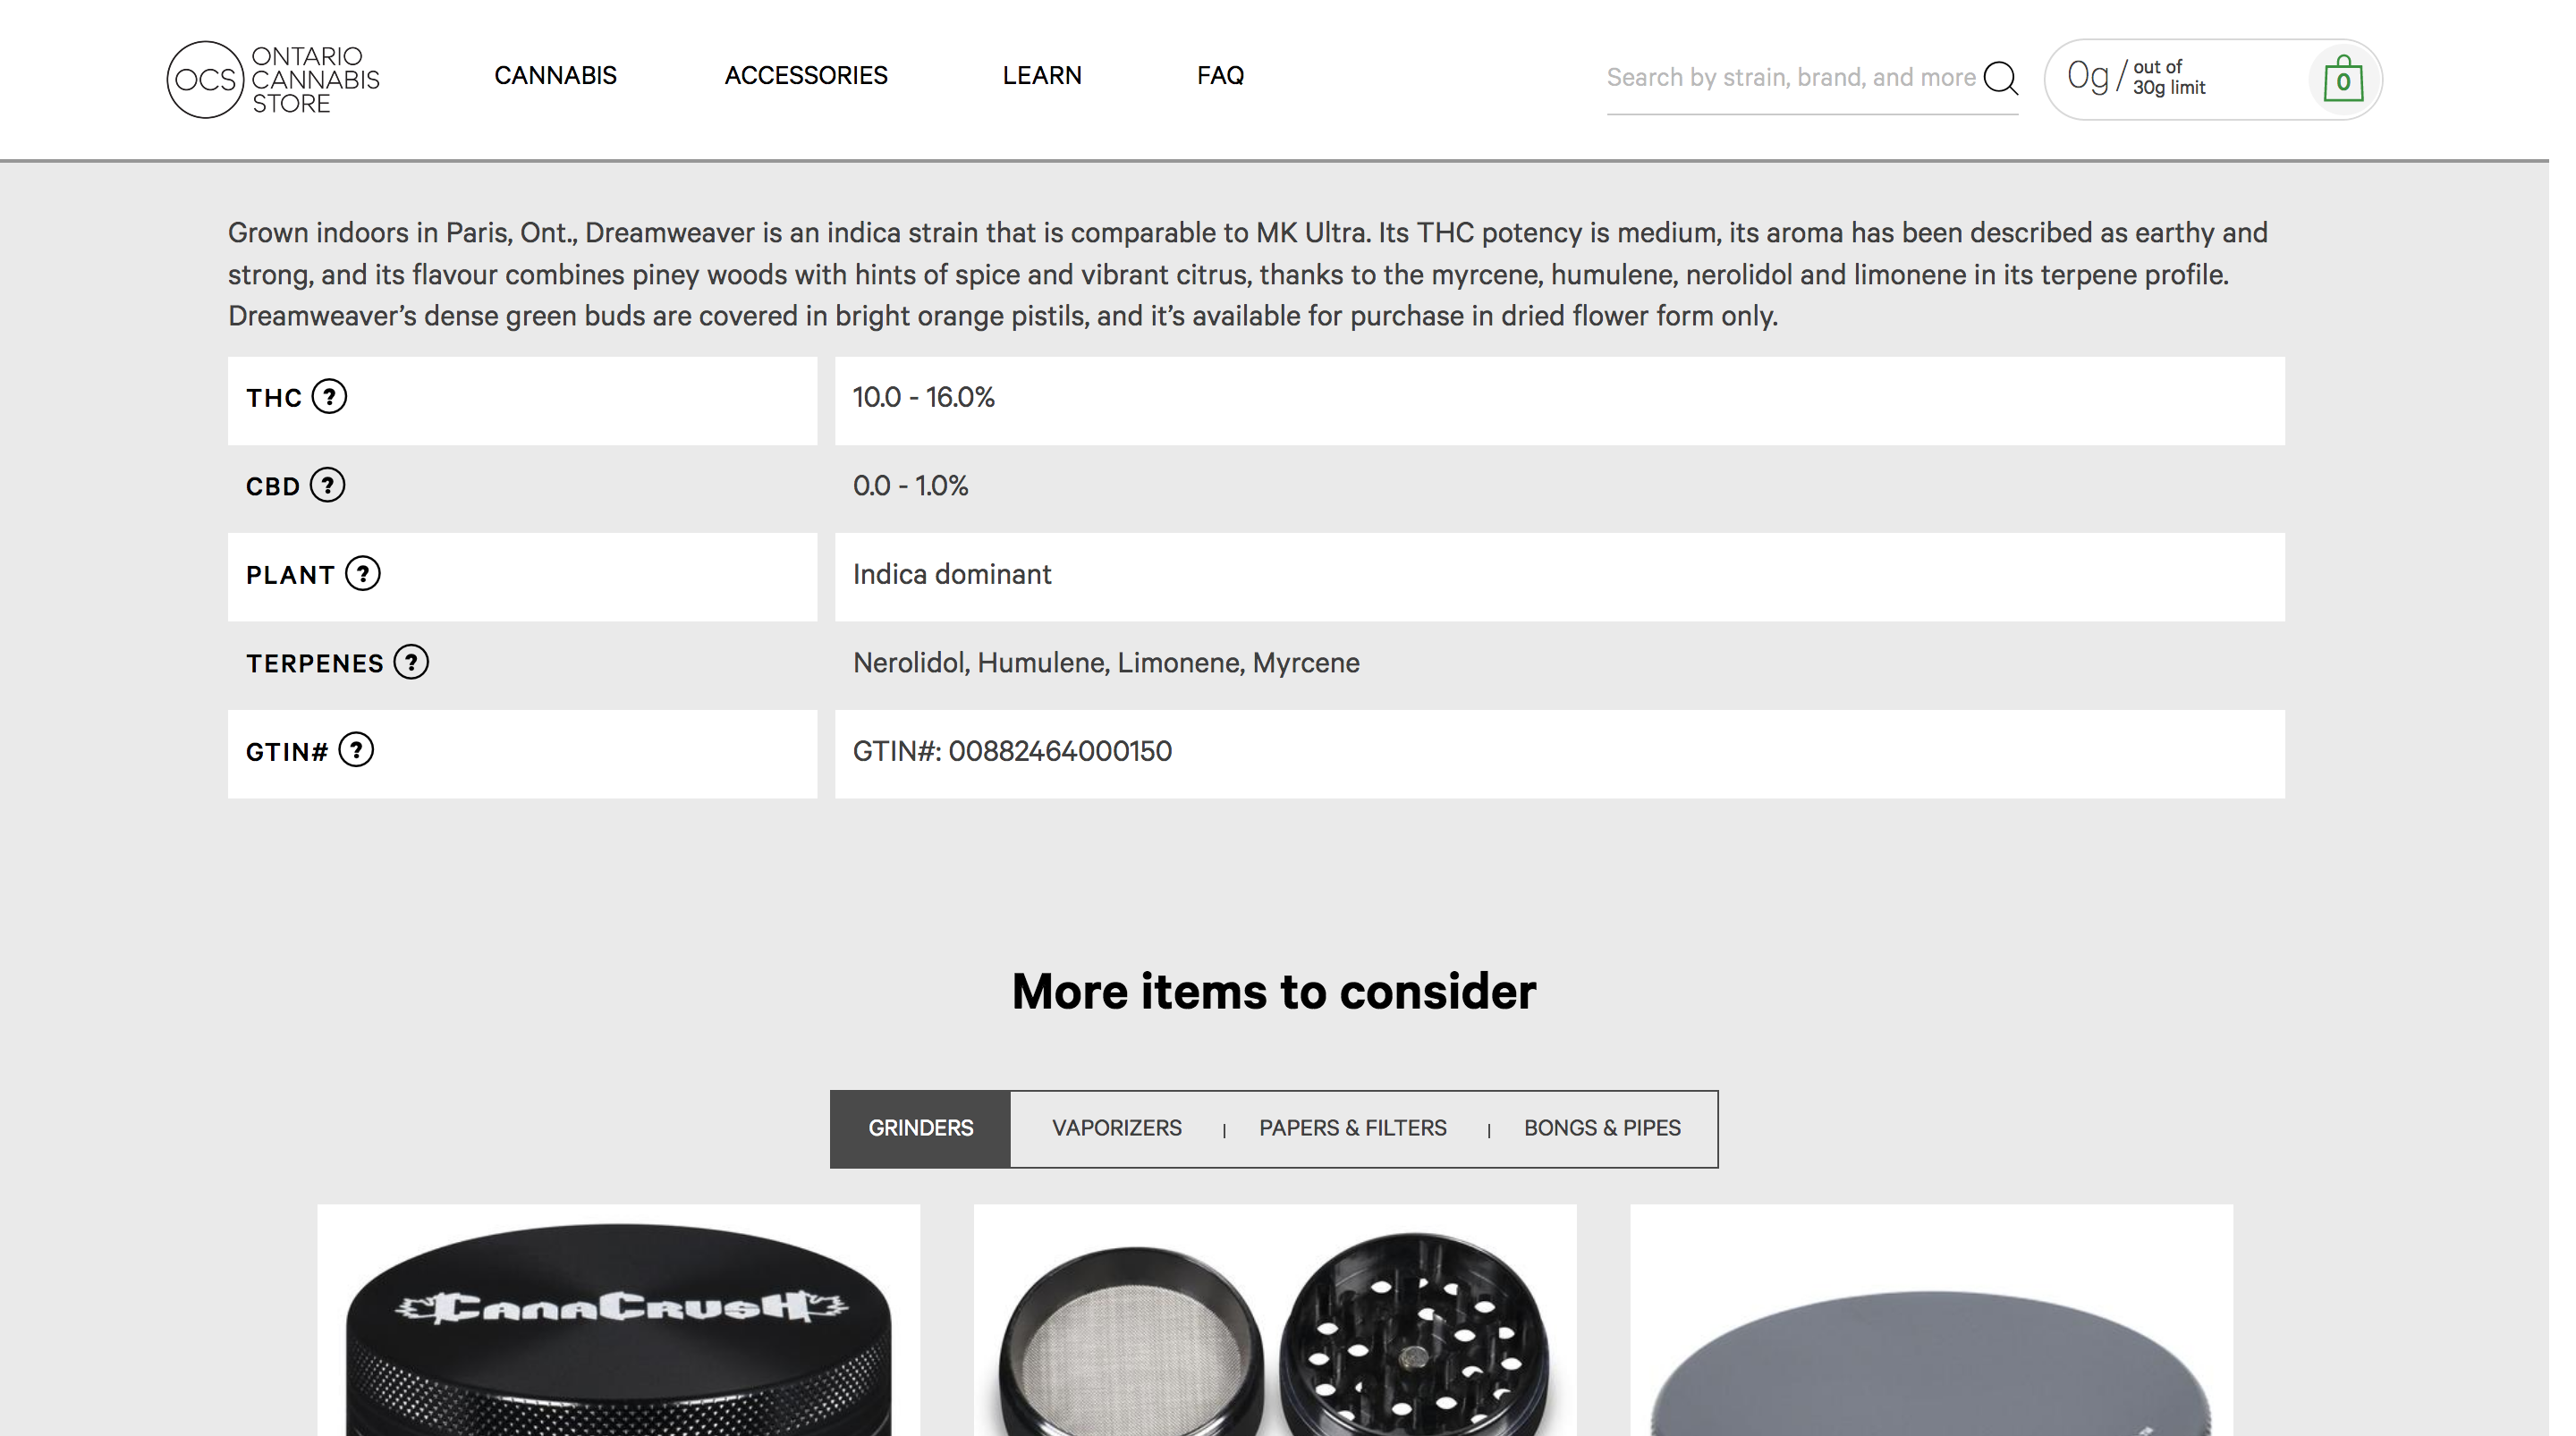 OCS
ONTARIO
CANNABIS
STORE
CANNABIS
ACCESSORIES
LEARN
FAQ
Search by strain, brand, and more
0g / out of
30g limit
0
Grown indoors in Paris, Ont., Dreamweaver is an indica strain that is comparable to MK Ultra. Its THC potency is medium, its aroma has been described as earthy and
strong, and its flavour combines piney woods with hints of spice and vibrant citrus, thanks to the myrcene, humulene, nerolidol and limonene in its terpene profile.
Dreamweaver’s dense green buds are covered in bright orange pistils, and it’s available for purchase in dried flower form only.
THC ? 10.0 - 16.0%
CBD ? 0.0 - 1.0%
PLANT ? Indica dominant
TERPENES ? Nerolidol, Humulene, Limonene, Myrcene
GTIN# ? GTIN#: 00882464000150
More items to consider
GRINDERS VAPORIZERS | PAPERS & FILTERS | BONGS & PIPES
CANACRUSH